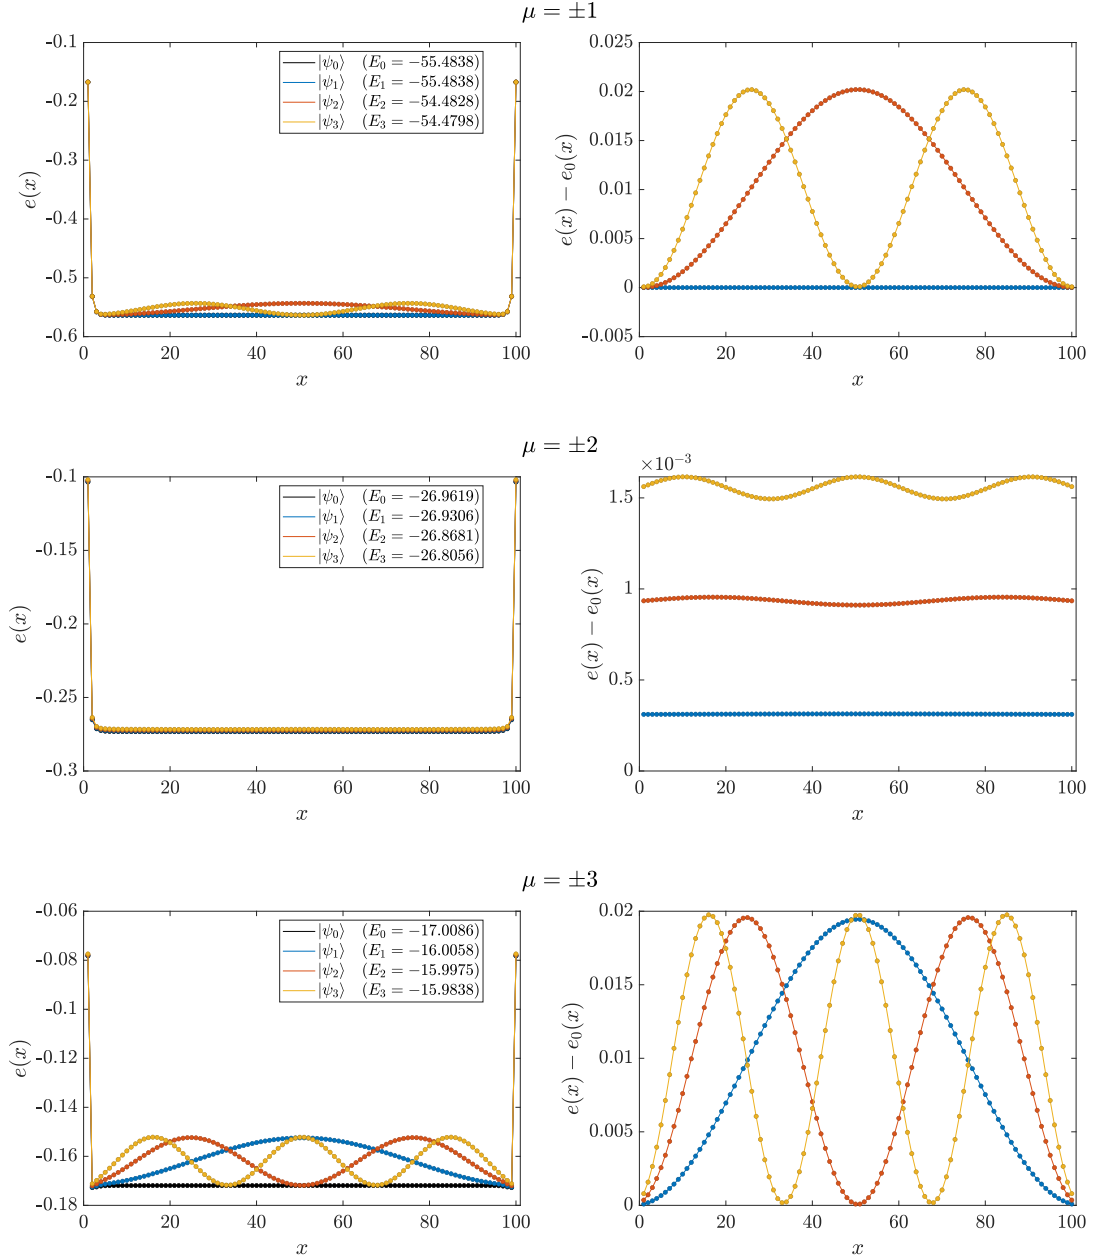 μ = ±1
-0.1
-0.2
-0.3
-0.4
-0.5
-0.6
e(x)
0 20 40 60 80 100
x
|ψ₀⟩ (E₀ = −55.4838)
|ψ₁⟩ (E₁ = −55.4838)
|ψ₂⟩ (E₂ = −54.4828)
|ψ₃⟩ (E₃ = −54.4798)
0.025
0.02
0.015
0.01
0.005
0
-0.005
e(x) − e₀(x)
0 20 40 60 80 100
x
μ = ±2
-0.1
-0.15
-0.2
-0.25
-0.3
e(x)
0 20 40 60 80 100
x
|ψ₀⟩ (E₀ = −26.9619)
|ψ₁⟩ (E₁ = −26.9306)
|ψ₂⟩ (E₂ = −26.8681)
|ψ₃⟩ (E₃ = −26.8056)
×10⁻³
1.5
1
0.5
0
e(x) − e₀(x)
0 20 40 60 80 100
x
μ = ±3
-0.06
-0.08
-0.1
-0.12
-0.14
-0.16
-0.18
e(x)
0 20 40 60 80 100
x
|ψ₀⟩ (E₀ = −17.0086)
|ψ₁⟩ (E₁ = −16.0058)
|ψ₂⟩ (E₂ = −15.9975)
|ψ₃⟩ (E₃ = −15.9838)
0.02
0.015
0.01
0.005
0
e(x) − e₀(x)
0 20 40 60 80 100
x